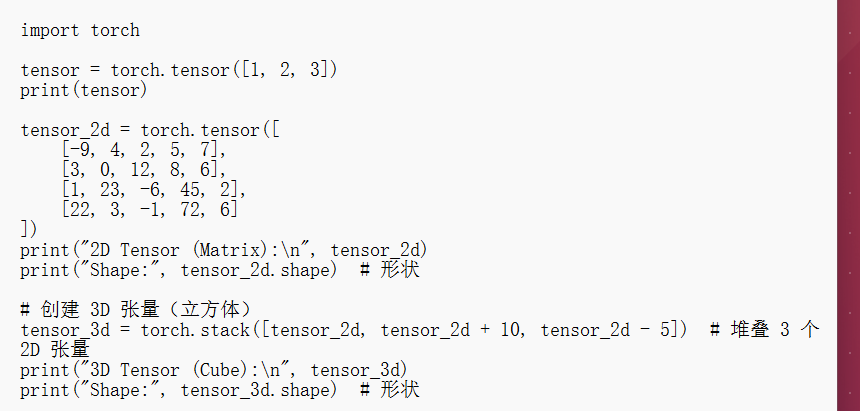 import torch
tensor = torch.tensor([1, 2, 3])
print(tensor)
tensor_2d = torch.tensor([
    [-9, 4, 2, 5, 7],
    [3, 0, 12, 8, 6],
    [1, 23, -6, 45, 2],
    [22, 3, -1, 72, 6]
])
print("2D Tensor (Matrix):\n", tensor_2d)
print("Shape:", tensor_2d.shape)  # 形状
# 创建 3D 张量（立方体）
tensor_3d = torch.stack([tensor_2d, tensor_2d + 10, tensor_2d - 5])  # 堆叠 3 个
2D 张量
print("3D Tensor (Cube):\n", tensor_3d)
print("Shape:", tensor_3d.shape)  # 形状